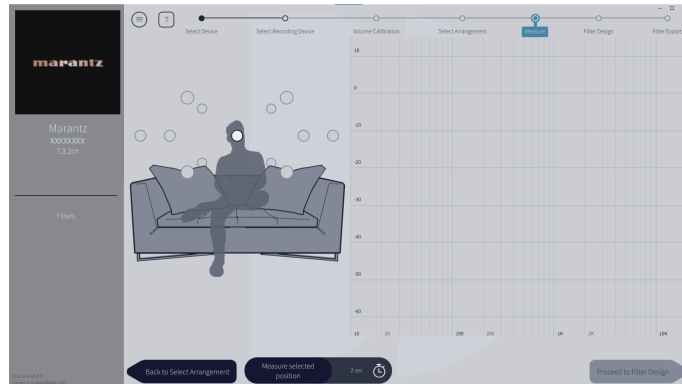 marantz
Marantz
XXXXXXXX
7.3.2ch
Filters
?
Select Device
Select Recording Device
Volume Calibration
Select Arrangement
Measure
Filter Design
Filter Export
10
0
-10
-20
-30
-40
-50
-60
10 20 100 200 1K 2K 10K
Back to Select Arrangement
Measure selected
position
2 sec
Proceed to Filter Design